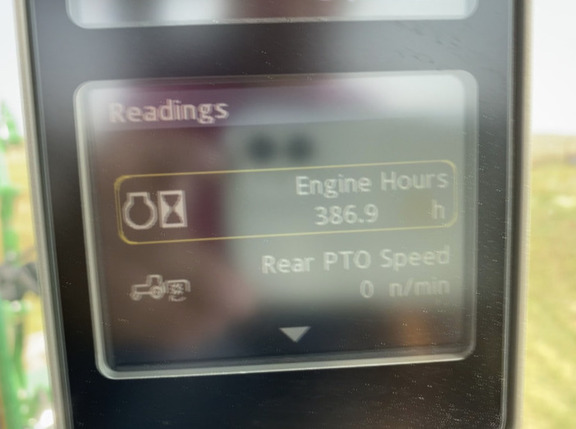 Readings
Engine Hours
386.9 h
Rear PTO Speed
0 n/min